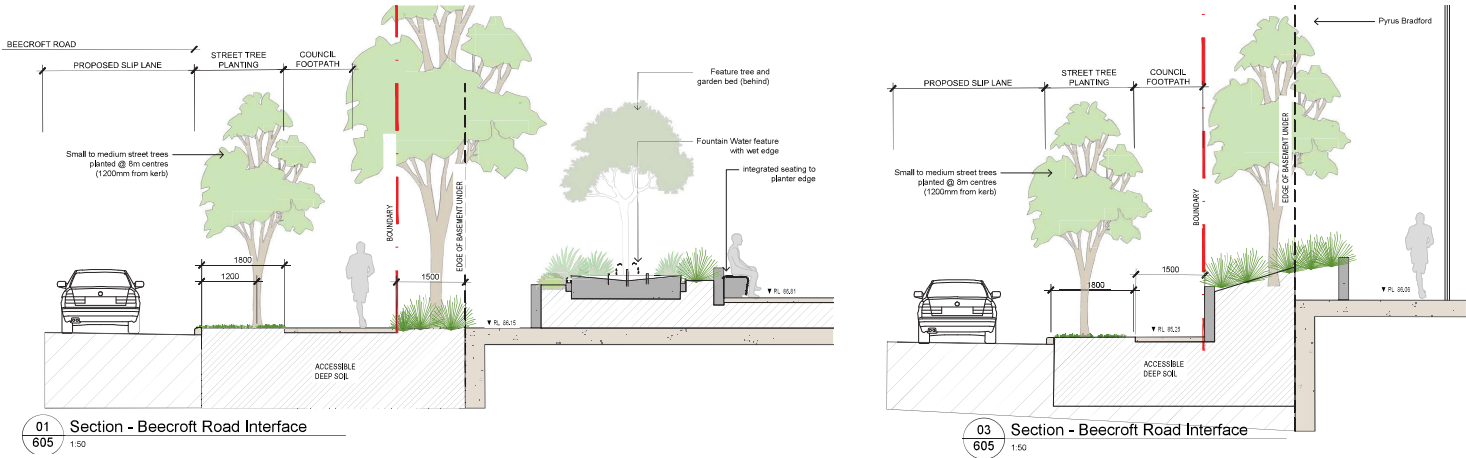 BEECROFT ROAD
PROPOSED SLIP LANE
STREET TREE
PLANTING
COUNCIL
FOOTPATH
Small to medium street trees
planted @ 8m centres
(1200mm from kerb)
1800
1200
BOUNDARY
1500
EDGE OF BASEMENT UNDER
Feature tree and
garden bed (behind)
Fountain Water feature
with wet edge
integrated seating to
planter edge
RL 86.15
ACCESSIBLE
DEEP SOIL
01
605
Section - Beecroft Road Interface
1:50
PROPOSED SLIP LANE
STREET TREE
PLANTING
COUNCIL
FOOTPATH
Pyrus Bradford
Small to medium street trees
planted @ 8m centres
(1200mm from kerb)
BOUNDARY
EDGE OF BASEMENT UNDER
1500
1800
ACCESSIBLE
DEEP SOIL
03
605
Section - Beecroft Road Interface
1:50